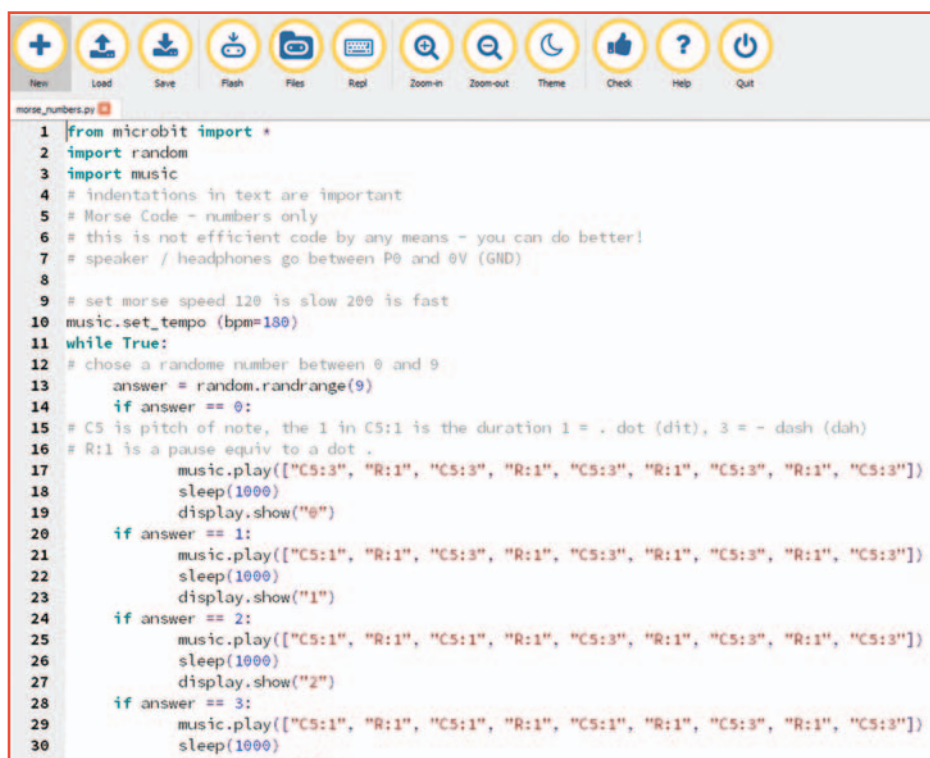 New Load Save Flash Files Repl Zoom-in Zoom-out Theme Check Help Quit
morse_numbers.py
1 from microbit import *
2 import random
3 import music
4 # indentations in text are important
5 # Morse Code - numbers only
6 # this is not efficient code by any means - you can do better!
7 # speaker / headphones go between P0 and 0V (GND)
8
9 # set morse speed 120 is slow 200 is fast
10 music.set_tempo (bpm=180)
11 while True:
12 # chose a randome number between 0 and 9
13 answer = random.randrange(9)
14 if answer == 0:
15 # C5 is pitch of note, the 1 in C5:1 is the duration 1 = . dot (dit), 3 = - dash (dah)
16 # R:1 is a pause equiv to a dot .
17 music.play(["C5:3", "R:1", "C5:3", "R:1", "C5:3", "R:1", "C5:3", "R:1", "C5:3"])
18 sleep(1000)
19 display.show("0")
20 if answer == 1:
21 music.play(["C5:1", "R:1", "C5:3", "R:1", "C5:3", "R:1", "C5:3", "R:1", "C5:3"])
22 sleep(1000)
23 display.show("1")
24 if answer == 2:
25 music.play(["C5:1", "R:1", "C5:1", "R:1", "C5:3", "R:1", "C5:3", "R:1", "C5:3"])
26 sleep(1000)
27 display.show("2")
28 if answer == 3:
29 music.play(["C5:1", "R:1", "C5:1", "R:1", "C5:1", "R:1", "C5:3", "R:1", "C5:3"])
30 sleep(1000)